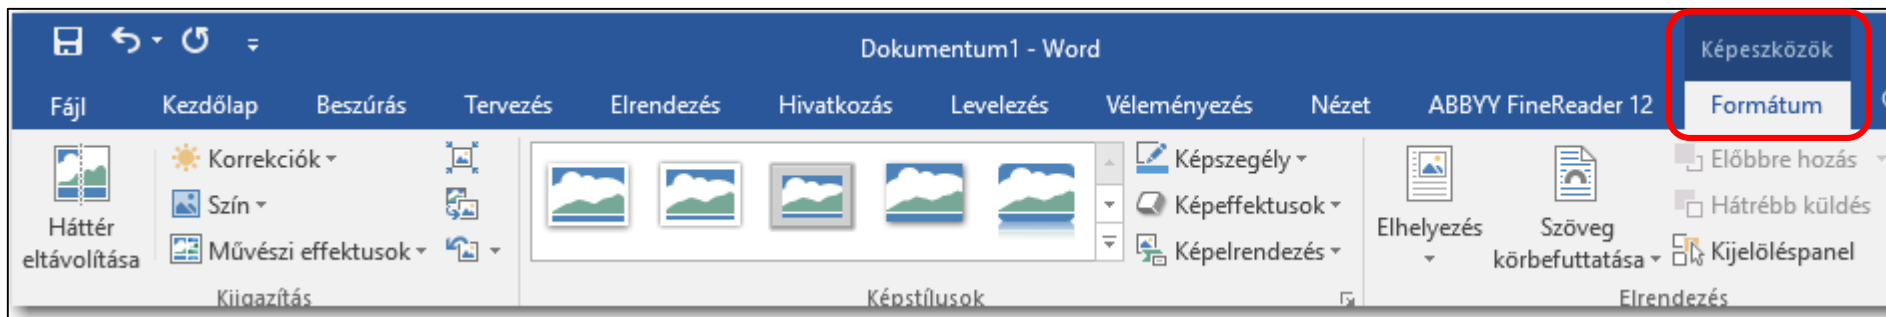 Dokumentum1 - Word
Képeszközök
Fájl Kezdőlap Beszúrás Tervezés Elrendezés Hivatkozás Levelezés Véleményezés Nézet ABBYY FineReader 12 Formátum
Háttér
eltávolítása
Korrekciók
Szín
Művészi effektusok
Kiigazítás
Képszegély
Képeffektusok
Képelrendezés
Képstílusok
Elhelyezés
Szöveg
körbefuttatása
Előbbre hozás
Hátrébb küldés
Kijelöléspanel
Elrendezés